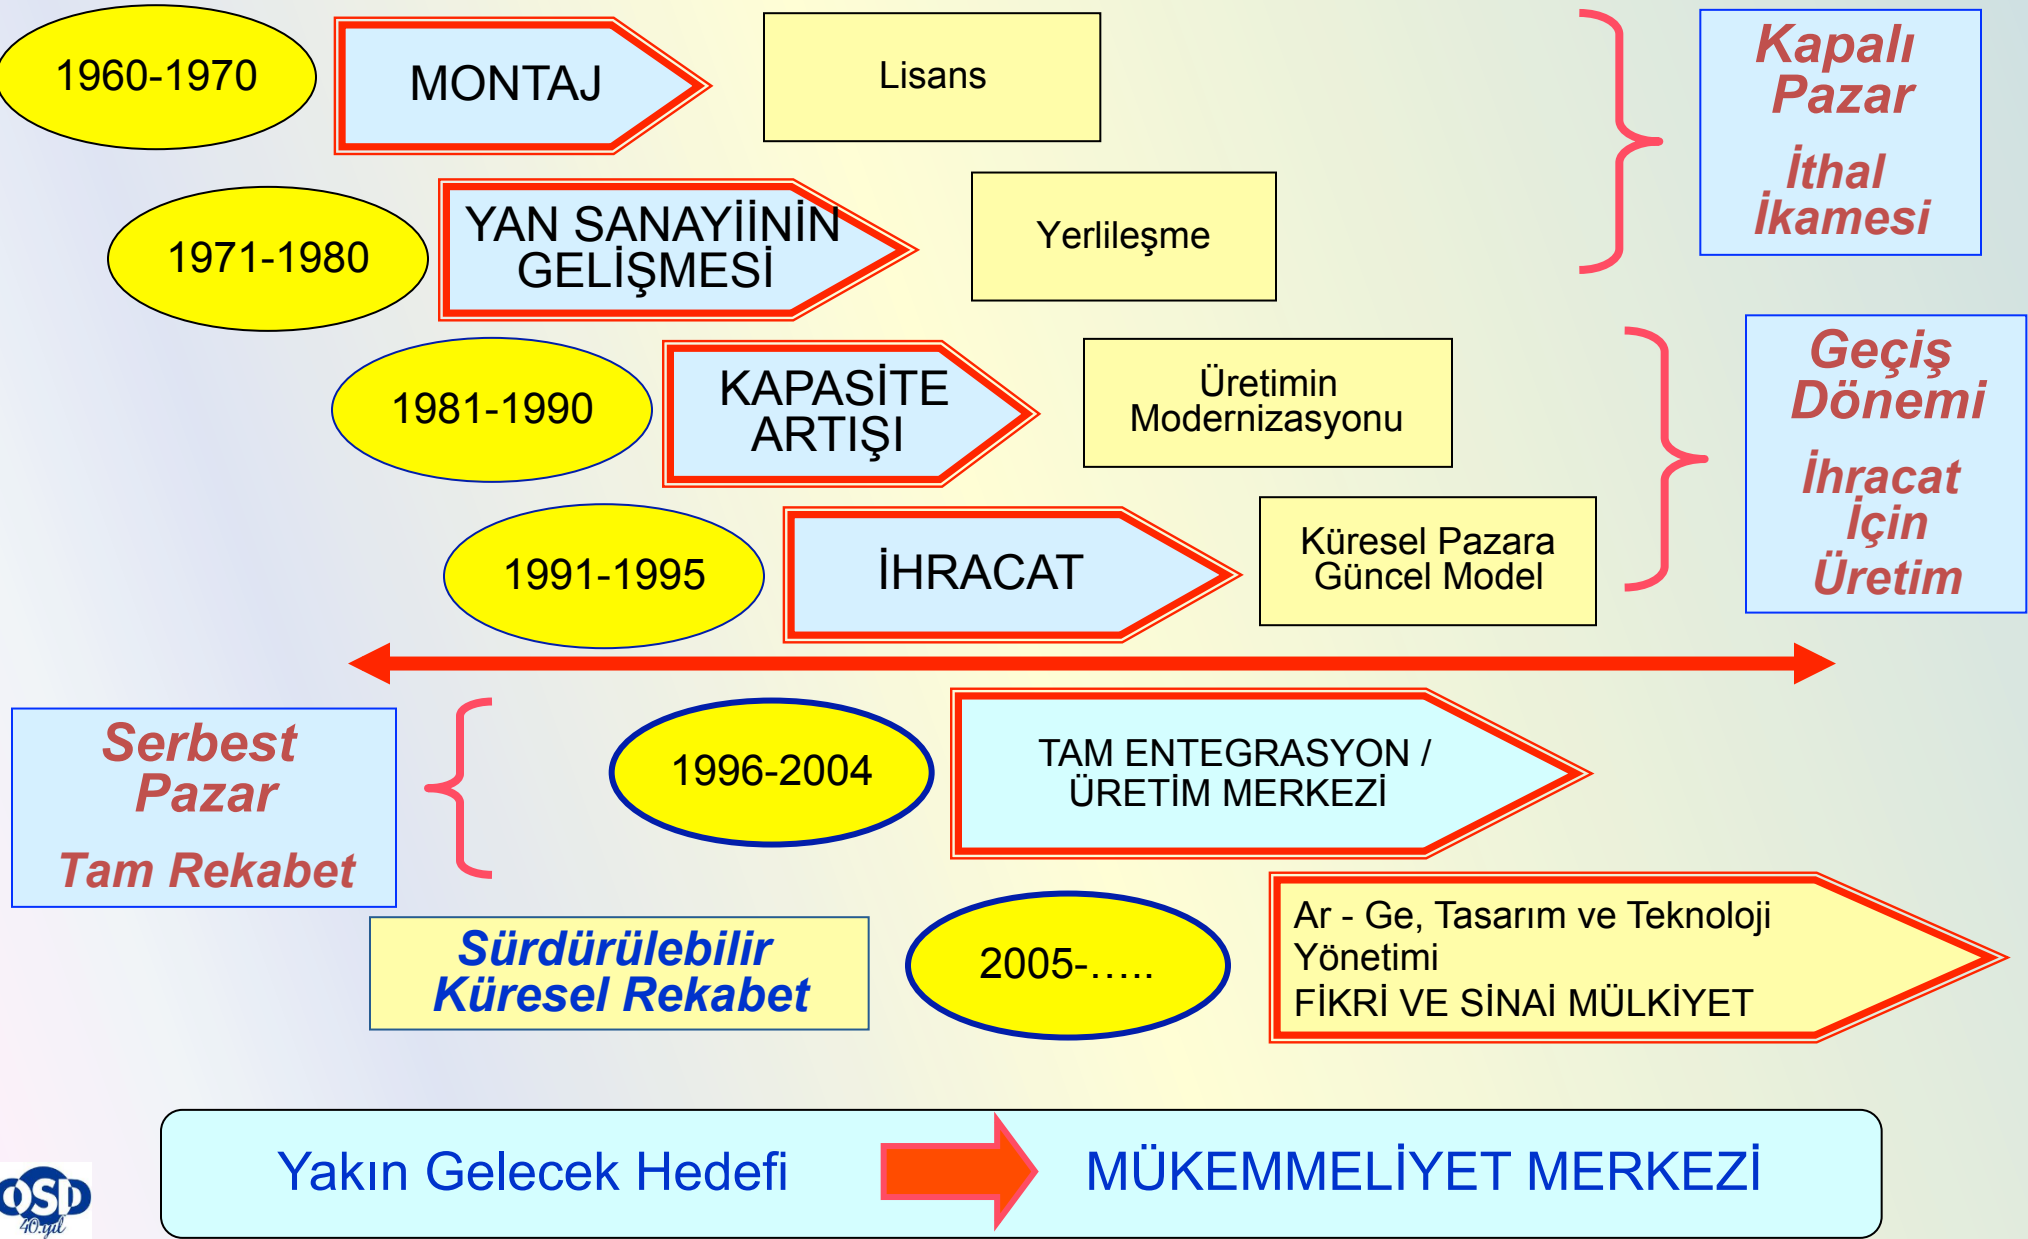 1960-1970
MONTAJ
Lisans
Kapalı
Pazar
İthal
İkamesi
1971-1980
YAN SANAYİİNİN
GELİŞMESİ
Yerlileşme
1981-1990
KAPASİTE
ARTIŞI
Üretimin
Modernizasyonu
Geçiş
Dönemi
İhracat
İçin
Üretim
1991-1995
İHRACAT
Küresel Pazara
Güncel Model
Serbest
Pazar
Tam Rekabet
1996-2004
TAM ENTEGRASYON /
ÜRETİM MERKEZİ
Sürdürülebilir
Küresel Rekabet
2005-…..
Ar - Ge, Tasarım ve Teknoloji
Yönetimi
FİKRİ VE SİNAİ MÜLKİYET
Yakın Gelecek Hedefi
MÜKEMMELİYET MERKEZİ
OSD
40.yıl